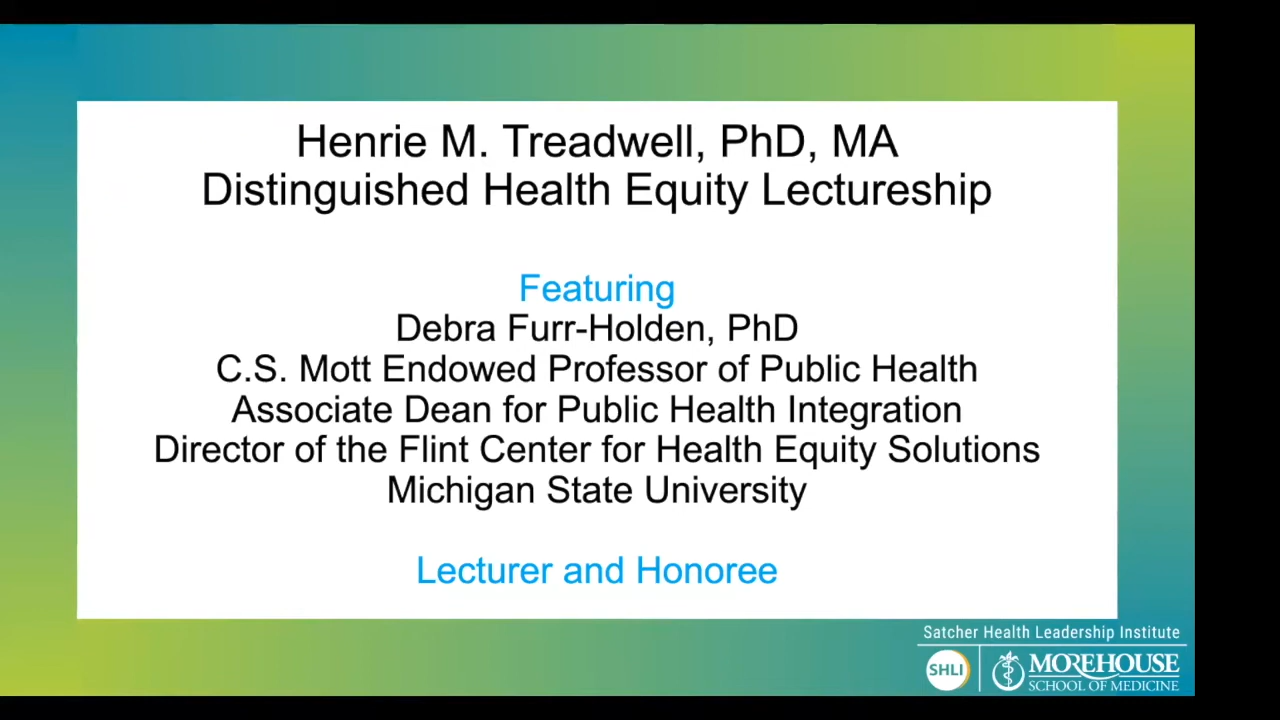 Henrie M. Treadwell, PhD, MA
Distinguished Health Equity Lectureship
Featuring
Debra Furr-Holden, PhD
C.S. Mott Endowed Professor of Public Health
Associate Dean for Public Health Integration
Director of the Flint Center for Health Equity Solutions
Michigan State University
Lecturer and Honoree
Satcher Health Leadership Institute
SHLI
MOREHOUSE
SCHOOL OF MEDICINE